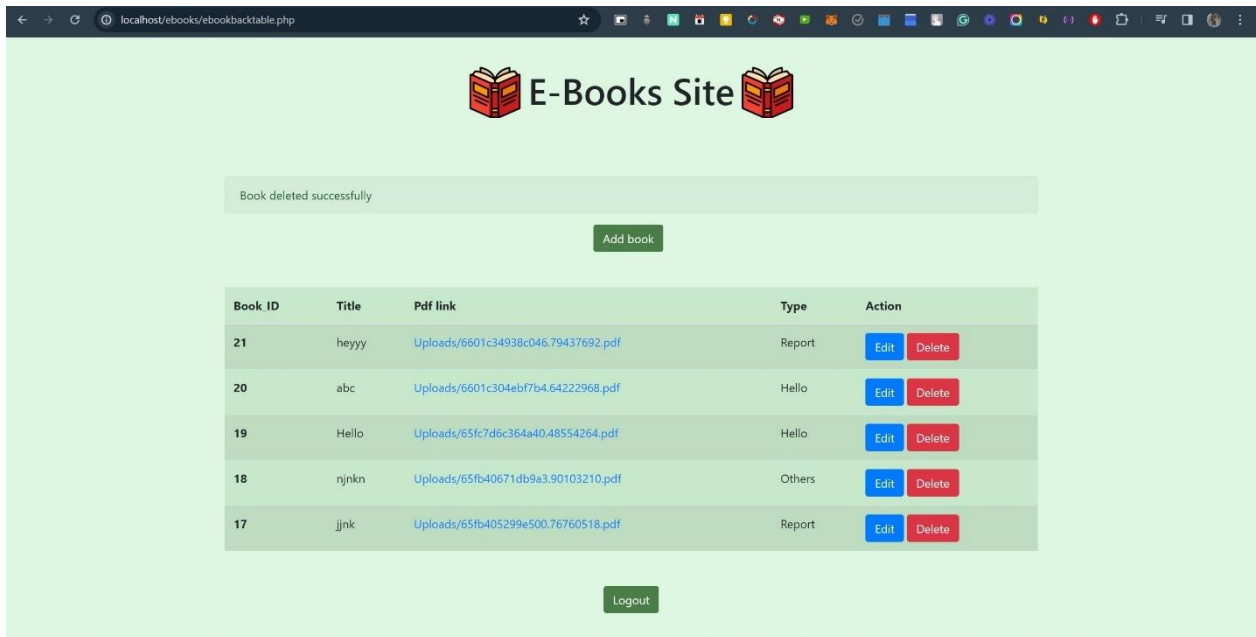 localhost/ebooks/ebookbacktable.php
E-Books Site
Book deleted successfully
Add book
Book_ID Title Pdf link Type Action
21 heyyy Uploads/6601c34938c046.79437692.pdf Report Edit Delete
20 abc Uploads/6601c304ebf7b4.64222968.pdf Hello Edit Delete
19 Hello Uploads/65fc7d6c364a40.48554264.pdf Hello Edit Delete
18 njnkn Uploads/65fb40671db9a3.90103210.pdf Others Edit Delete
17 jjnk Uploads/65fb405299e500.76760518.pdf Report Edit Delete
Logout